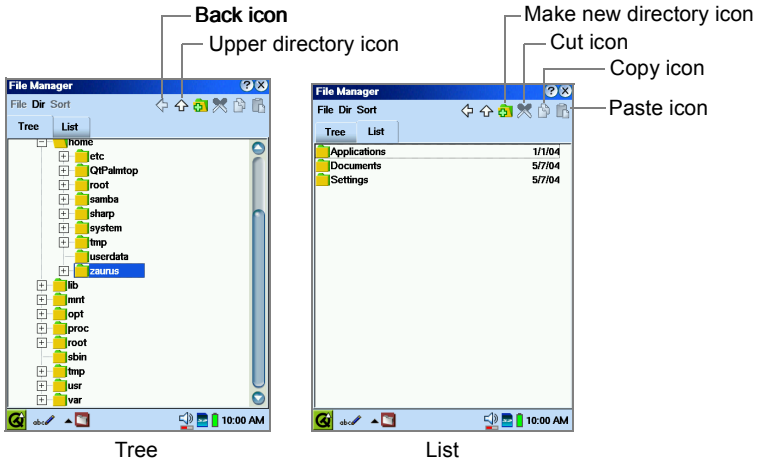 Back icon
Upper directory icon
Make new directory icon
Cut icon
Copy icon
Paste icon
File Manager
File Dir Sort
Tree List
home
etc
QtPalmtop
root
samba
sharp
system
tmp
userdata
zaurus
lib
mnt
opt
proc
root
sbin
tmp
usr
var
abc
10:00 AM
Tree
File Manager
File Dir Sort
Tree List
Applications 1/1/04
Documents 5/7/04
Settings 5/7/04
abc
10:00 AM
List